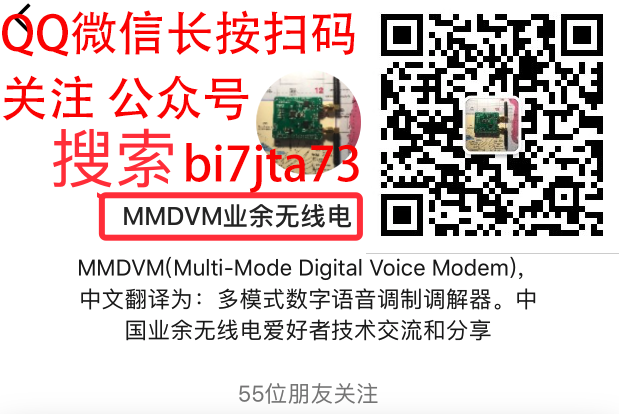 QQ微信长按扫码
关注 公众号
搜索 bi7jta73
MMDVM业余无线电
MMDVM(Multi-Mode Digital Voice Modem)，
中文翻译为：多模式数字语音调制调解器。中
国业余无线电爱好者技术交流和分享
55位朋友关注